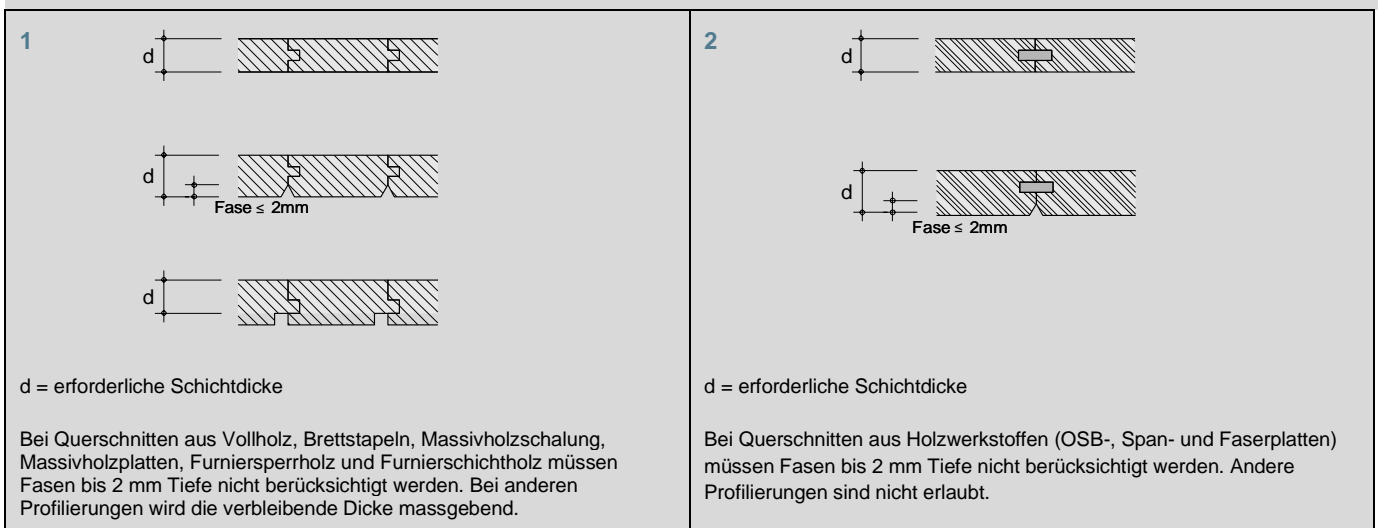 1
d
d
Fase ≤ 2mm
d
d = erforderliche Schichtdicke
Bei Querschnitten aus Vollholz, Brettstapeln, Massivholzschalung,
Massivholzplatten, Furniersperrholz und Furnierschichtholz müssen
Fasen bis 2 mm Tiefe nicht berücksichtigt werden. Bei anderen
Profilierungen wird die verbleibende Dicke massgebend.
2
d
d
Fase ≤ 2mm
d = erforderliche Schichtdicke
Bei Querschnitten aus Holzwerkstoffen (OSB-, Span- und Faserplatten)
müssen Fasen bis 2 mm Tiefe nicht berücksichtigt werden. Andere
Profilierungen sind nicht erlaubt.